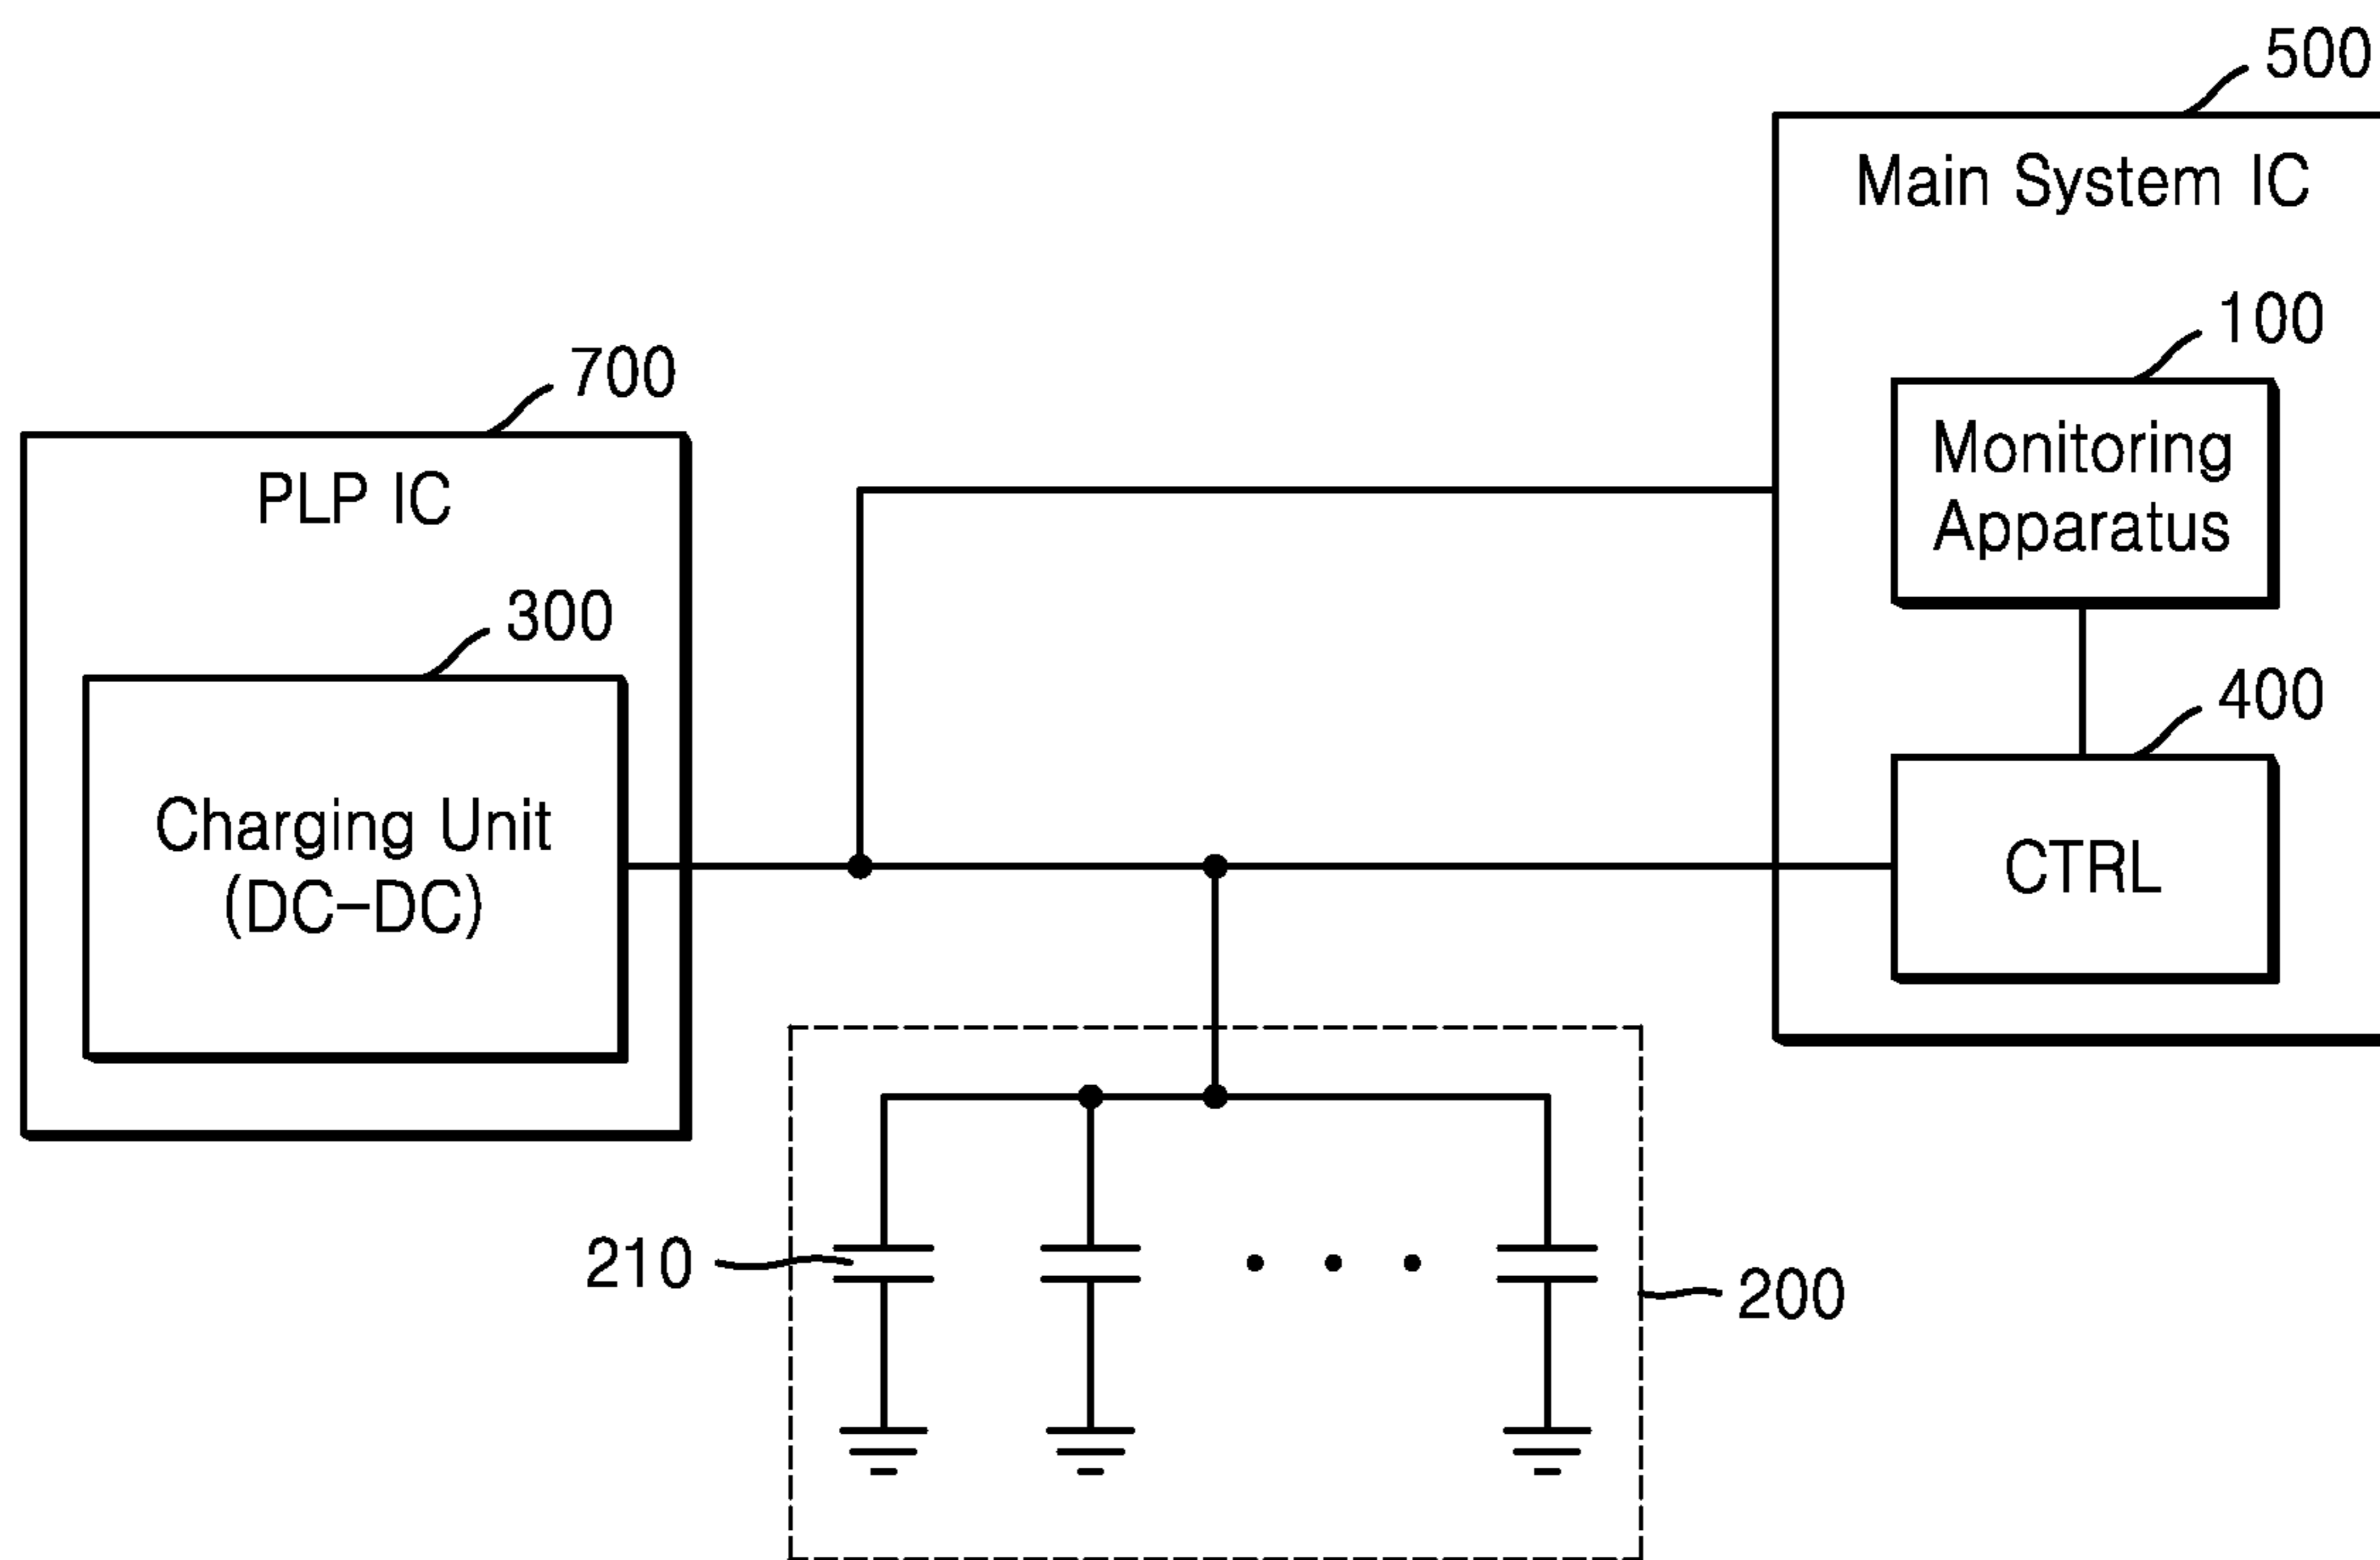 500
Main System IC
100
Monitoring
Apparatus
700
PLP IC
300
Charging Unit
(DC-DC)
400
CTRL
210
200